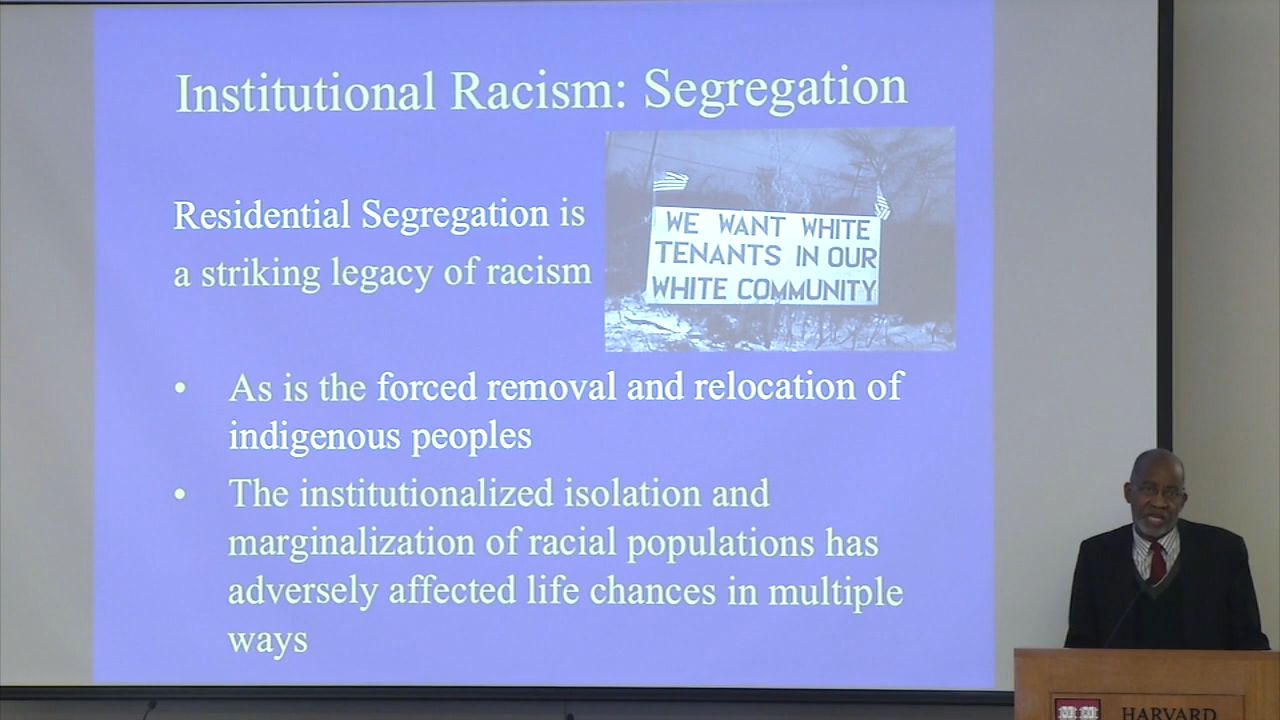 Institutional Racism: Segregation
Residential Segregation is
a striking legacy of racism
WE WANT WHITE
TENANTS IN OUR
WHITE COMMUNITY
• As is the forced removal and relocation of
indigenous peoples
• The institutionalized isolation and
marginalization of racial populations has
adversely affected life chances in multiple
ways
HARVARD